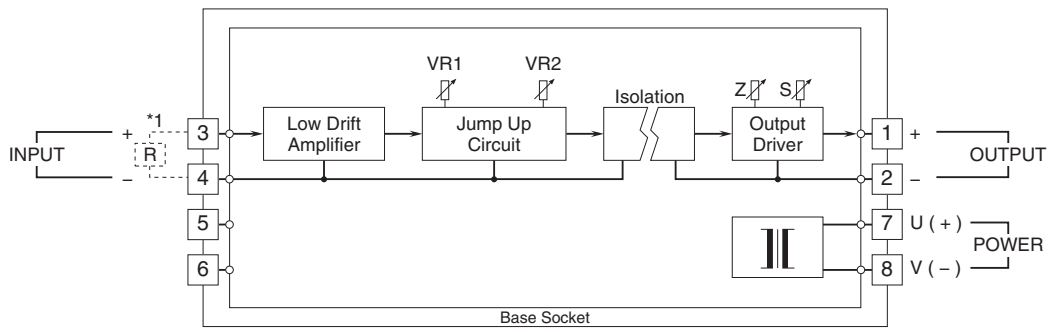 VR1
VR2
Z
S
Isolation
*1
3
Low Drift
Amplifier
Jump Up
Circuit
Output
Driver
1
+
+
INPUT
R
OUTPUT
–
4
2
–
5
7
U ( + )
POWER
6
8
V ( – )
Base Socket